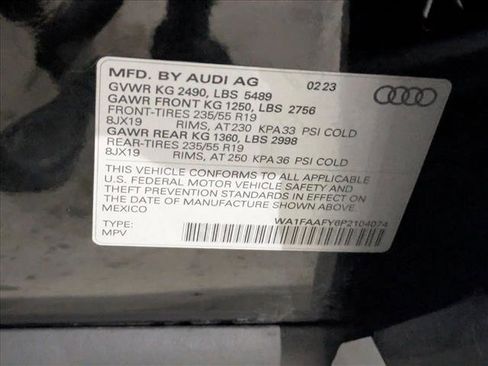 MFD. BY AUDI AG 02 23
GVWR KG 2490, LBS 5489
GAWR FRONT KG 1250, LBS 2756
FRONT-TIRES 235/55 R19
8JX19 RIMS, AT 230 KPA 33 PSI COLD
GAWR REAR KG 1360, LBS 2998
REAR-TIRES 235/55 R19
8JX19 RIMS, AT 250 KPA 36 PSI COLD
THIS VEHICLE CONFORMS TO ALL APPLICABLE
U.S. FEDERAL MOTOR VEHICLE SAFETY AND
THEFT PREVENTION STANDARDS IN EFFECT ON
THE DATE OF MANUFACTURE SHOWN ABOVE.
MEXICO
WA1FAAFY6P2104074
TYPE:
MPV